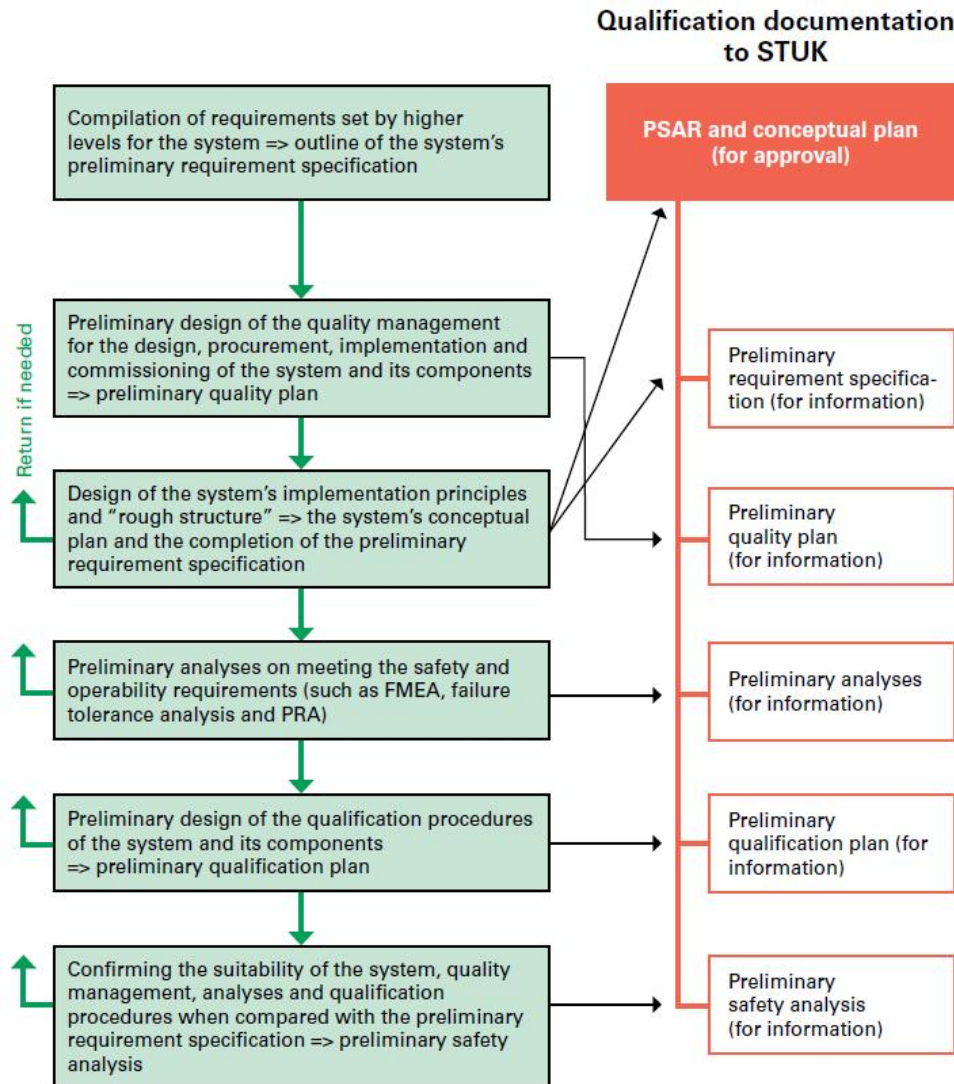 Qualification documentation
to STUK
Compilation of requirements set by higher
levels for the system => outline of the system's
preliminary requirement specification
PSAR and conceptual plan
(for approval)
Return if needed
Preliminary design of the quality management
for the design, procurement, implementation and
commissioning of the system and its components
=> preliminary quality plan
Preliminary
requirement specifica-
tion (for information)
Design of the system's implementation principles
and “rough structure” => the system's conceptual
plan and the completion of the preliminary
requirement specification
Preliminary
quality plan
(for information)
Preliminary analyses on meeting the safety and
operability requirements (such as FMEA, failure
tolerance analysis and PRA)
Preliminary analyses
(for information)
Preliminary design of the qualification procedures
of the system and its components
=> preliminary qualification plan
Preliminary
qualification plan (for
information)
Confirming the suitability of the system, quality
management, analyses and qualification
procedures when compared with the preliminary
requirement specification => preliminary safety
analysis
Preliminary
safety analysis
(for information)